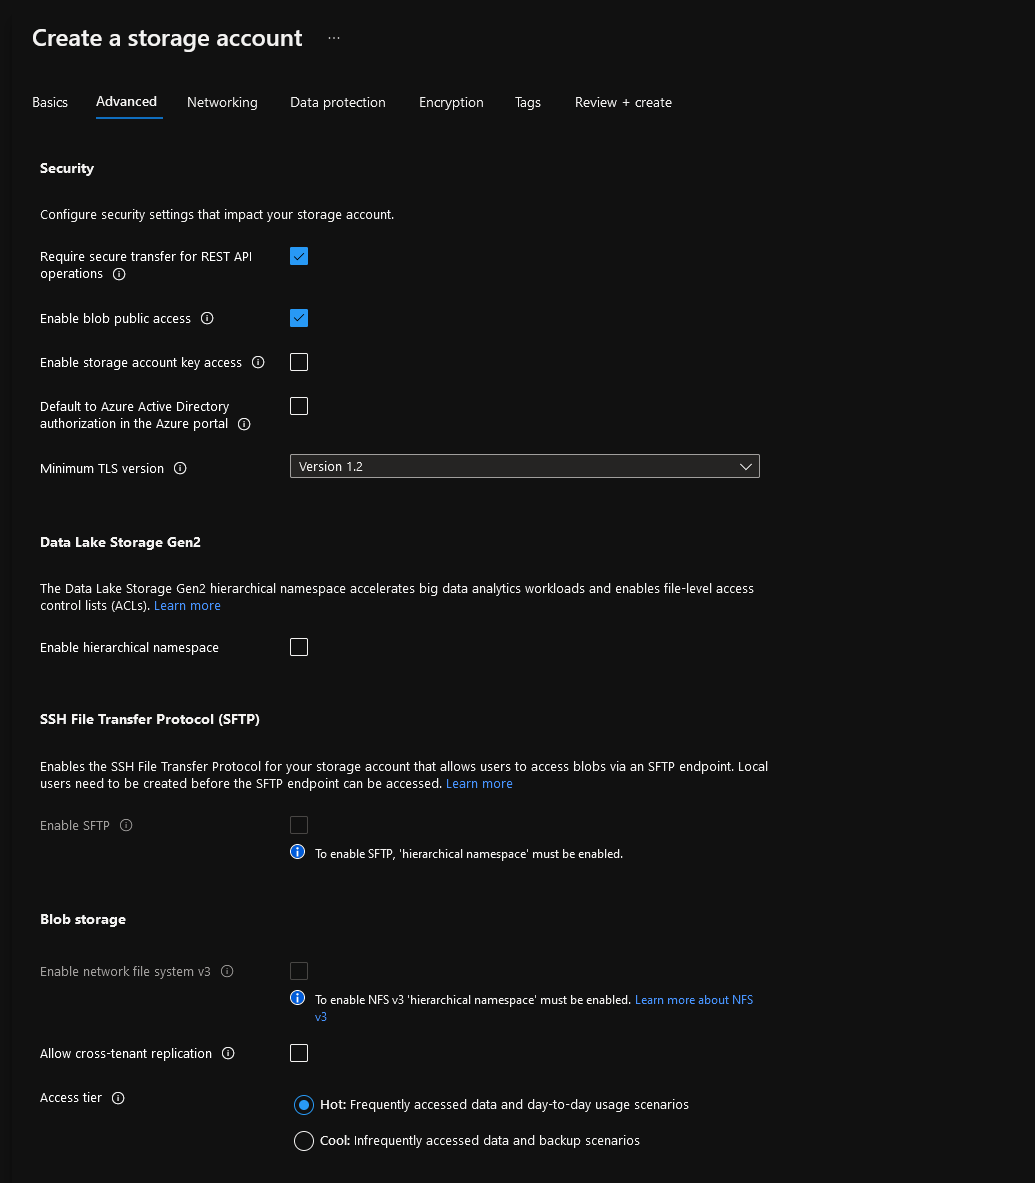 Create a storage account ...
Basics Advanced Networking Data protection Encryption Tags Review + create
Security
Configure security settings that impact your storage account.
Require secure transfer for REST API
operations
Enable blob public access
Enable storage account key access
Default to Azure Active Directory
authorization in the Azure portal
Minimum TLS version Version 1.2
Data Lake Storage Gen2
The Data Lake Storage Gen2 hierarchical namespace accelerates big data analytics workloads and enables file-level access
control lists (ACLs). Learn more
Enable hierarchical namespace
SSH File Transfer Protocol (SFTP)
Enables the SSH File Transfer Protocol for your storage account that allows users to access blobs via an SFTP endpoint. Local
users need to be created before the SFTP endpoint can be accessed. Learn more
Enable SFTP
To enable SFTP, 'hierarchical namespace' must be enabled.
Blob storage
Enable network file system v3
To enable NFS v3 'hierarchical namespace' must be enabled. Learn more about NFS
v3
Allow cross-tenant replication
Access tier
Hot: Frequently accessed data and day-to-day usage scenarios
Cool: Infrequently accessed data and backup scenarios